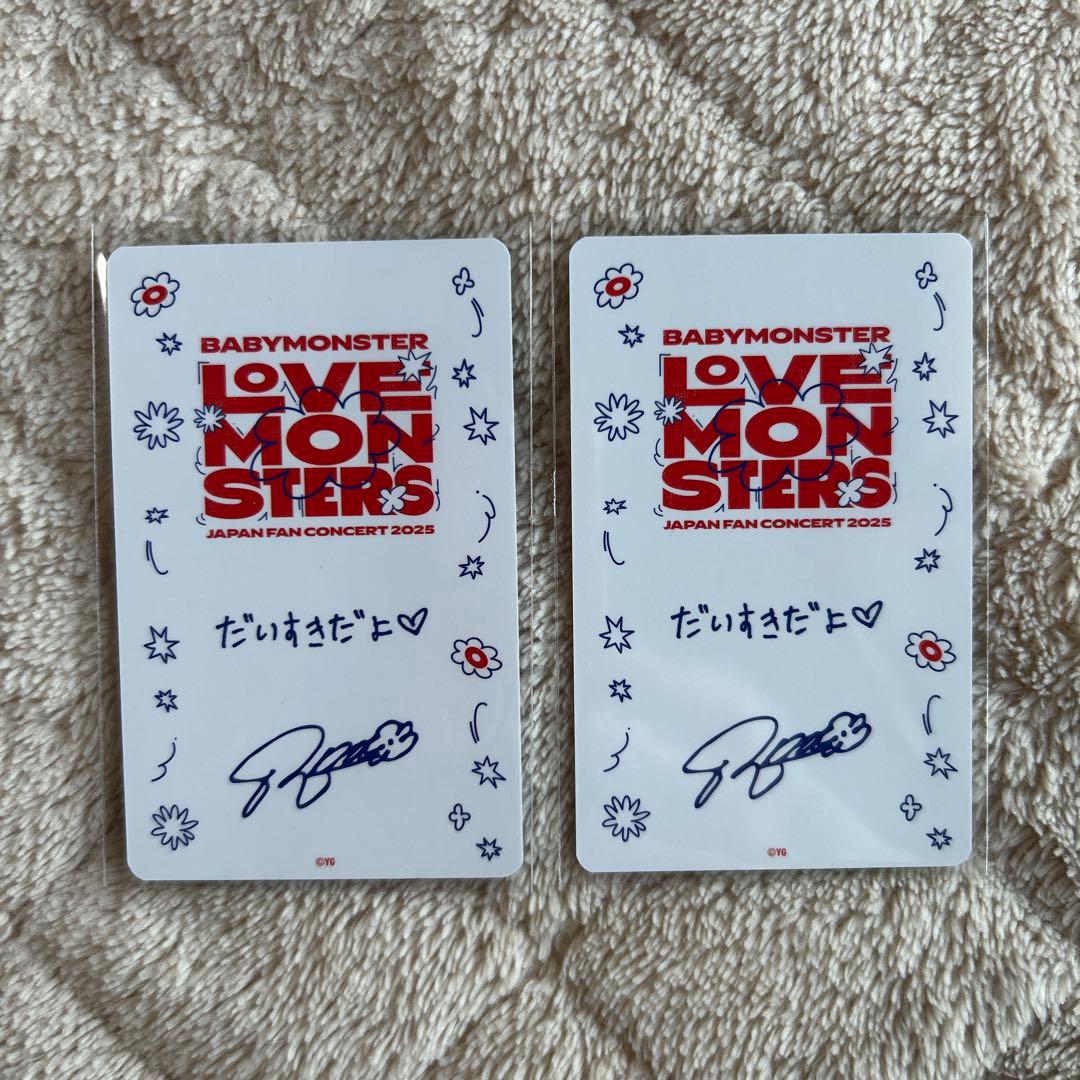 BABYMONSTER
LOVE
MON
STERS
JAPAN FAN CONCERT 2025
だいすきだよ♡
©YG
BABYMONSTER
LOVE
MON
STERS
JAPAN FAN CONCERT 2025
だいすきだよ♡
©YG